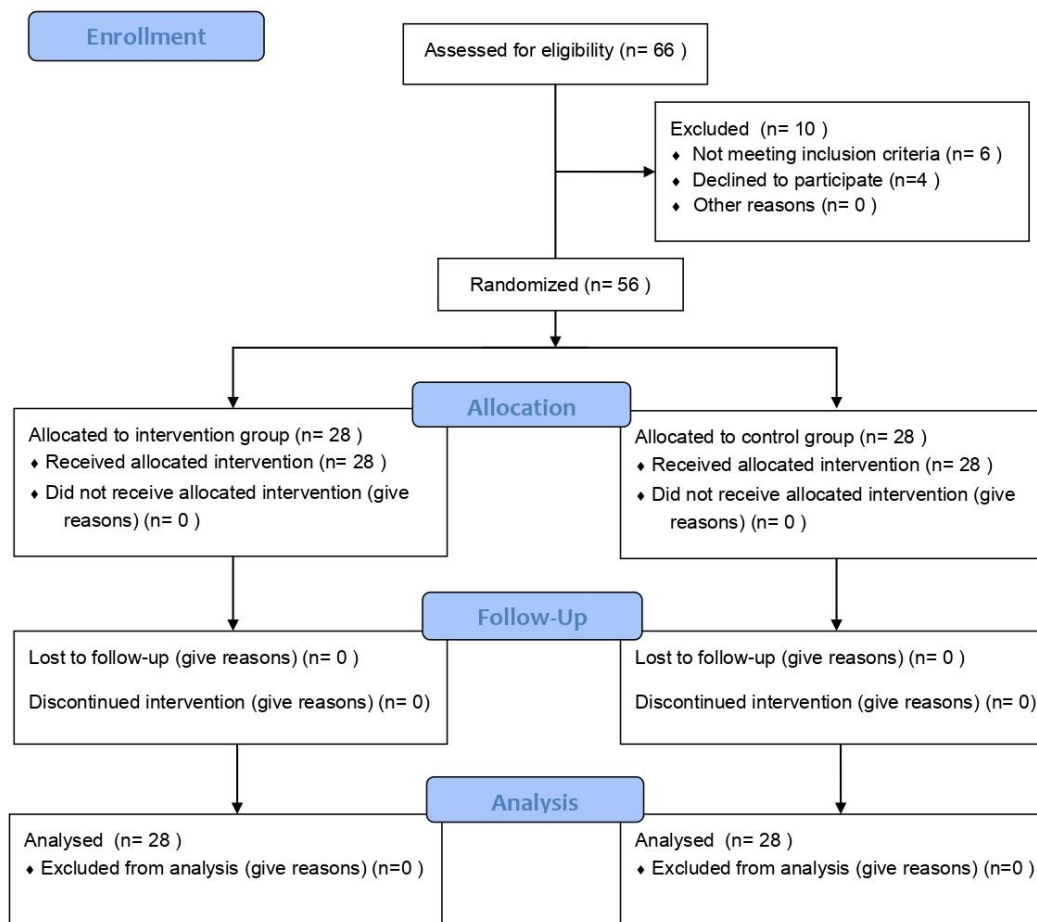 Enrollment
Assessed for eligibility (n= 66 )
Excluded (n= 10 )
♦ Not meeting inclusion criteria (n= 6 )
♦ Declined to participate (n=4 )
♦ Other reasons (n= 0 )
Randomized (n= 56 )
Allocation
Allocated to intervention group (n= 28 )
♦ Received allocated intervention (n= 28 )
♦ Did not receive allocated intervention (give
reasons) (n= 0 )
Allocated to control group (n= 28 )
♦ Received allocated intervention (n= 28 )
♦ Did not receive allocated intervention (give
reasons) (n= 0 )
Follow-Up
Lost to follow-up (give reasons) (n= 0 )
Discontinued intervention (give reasons) (n= 0)
Lost to follow-up (give reasons) (n= 0 )
Discontinued intervention (give reasons) (n= 0)
Analysis
Analysed (n= 28 )
♦ Excluded from analysis (give reasons) (n=0 )
Analysed (n= 28 )
♦ Excluded from analysis (give reasons) (n=0 )